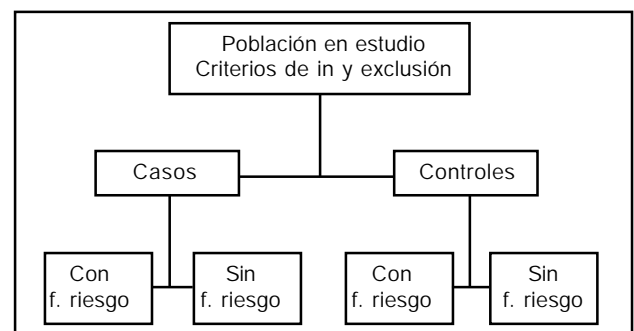 Población en estudio
Criterios de in y exclusión
Casos
Controles
Con
f. riesgo
Sin
f. riesgo
Con
f. riesgo
Sin
f. riesgo